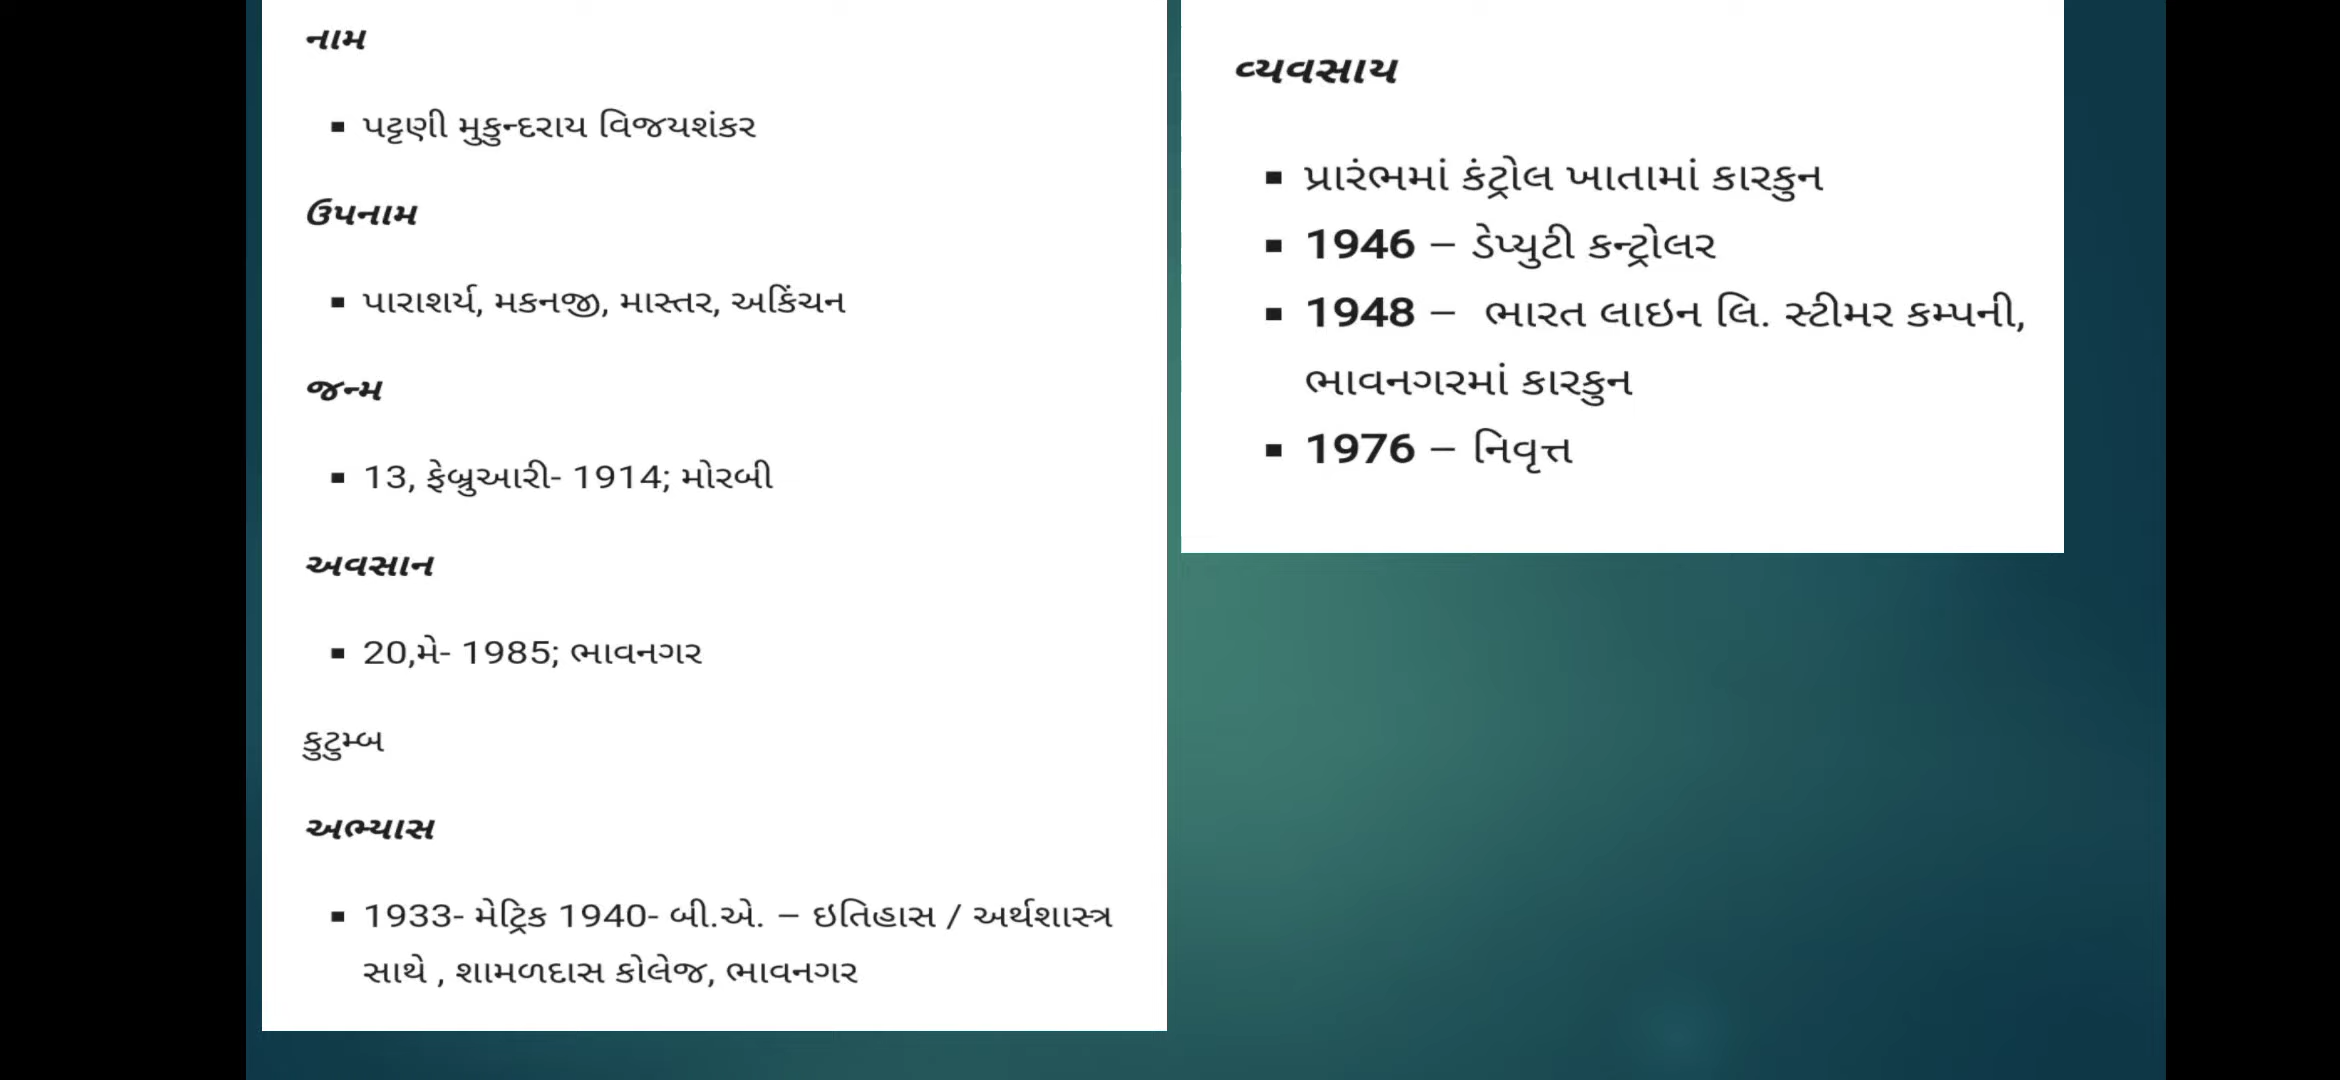 નામ
પટ્ટણી મુકુન્દરાય વિજયશંકર
ઉપનામ
પારાશર્ય, મકનજી, માસ્તર, અકિંચન
જન્મ
13, ફેબ્રુઆરી- 1914; મોરબી
અવસાન
20,મે- 1985; ભાવનગર
કુટુમ્બ
અભ્યાસ
1933- મેટ્રિક 1940- બી.એ. – ઇતિહાસ / અર્થશાસ્ત્ર
સાથે , શામળદાસ કોલેજ, ભાવનગર
વ્યવસાય
પ્રારંભમાં કંટ્રોલ ખાતામાં કારકુન
1946 – ડેપ્યુટી કન્ટ્રોલર
1948 – ભારત લાઇન લિ. સ્ટીમર કમ્પની,
ભાવનગરમાં કારકુન
1976 – નિવૃત્ત